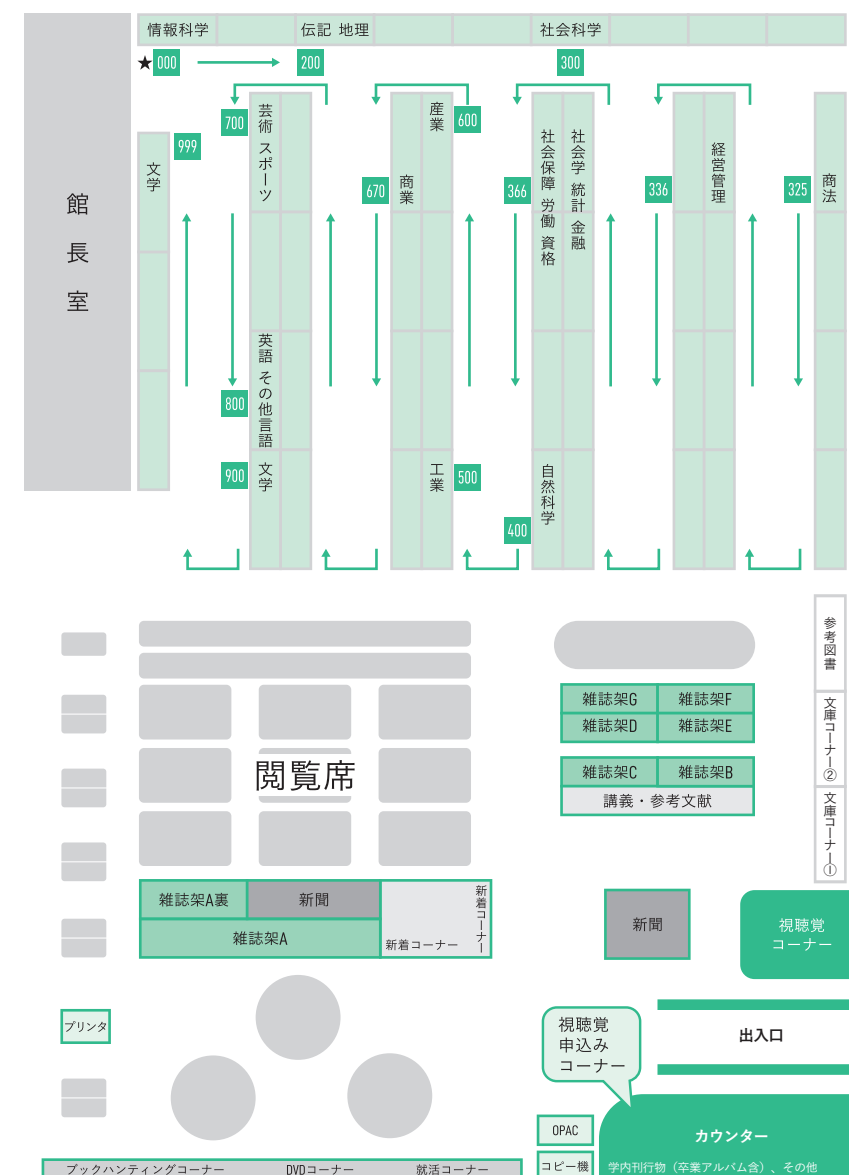 情報科学
伝記 地理
社会科学
★000
200
300
館長室
文学
999
700
芸術 スポーツ
産業
600
670
商業
366
社会保障 労働 資格
社会学 統計 金融
336
経営管理
325
商法
800
英語 その他言語
900
文学
工業
500
400
自然科学
参考図書
文庫コーナー②
文庫コーナー①
雑誌架G
雑誌架F
雑誌架D
雑誌架E
雑誌架C
雑誌架B
講義・参考文献
閲覧席
雑誌架A裏
新聞
雑誌架A
新着コーナー
新着コーナー
新聞
視聴覚
コーナー
プリンタ
視聴覚
申込み
コーナー
出入口
OPAC
コピー機
カウンター
学内刊行物（卒業アルバム含）、その他
ブックハンティングコーナー
DVDコーナー
就活コーナー